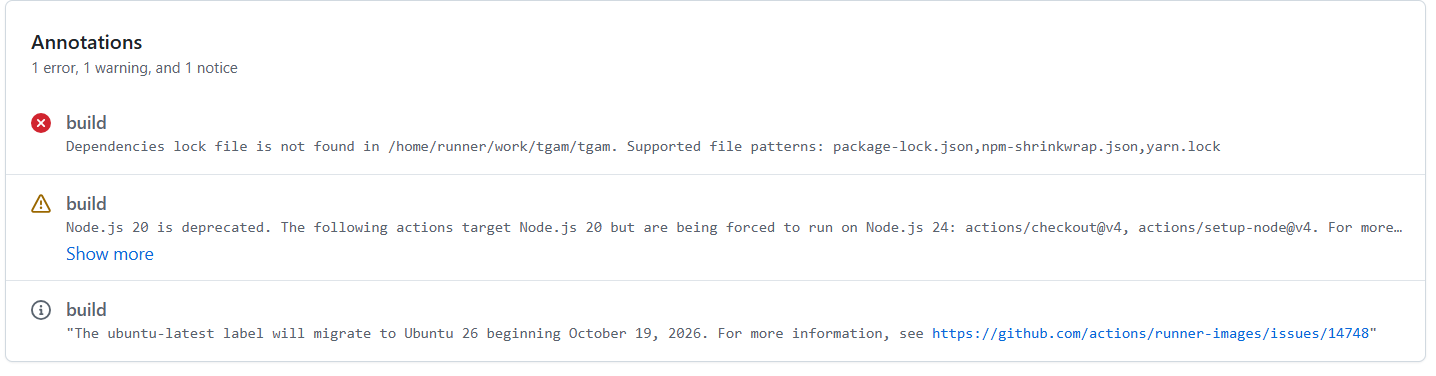 Annotations
1 error, 1 warning, and 1 notice
build
Dependencies lock file is not found in /home/runner/work/tgam/tgam. Supported file patterns: package-lock.json,npm-shrinkwrap.json,yarn.lock
build
Node.js 20 is deprecated. The following actions target Node.js 20 but are being forced to run on Node.js 24: actions/checkout@v4, actions/setup-node@v4. For more…
Show more
build
"The ubuntu-latest label will migrate to Ubuntu 26 beginning October 19, 2026. For more information, see https://github.com/actions/runner-images/issues/14748"